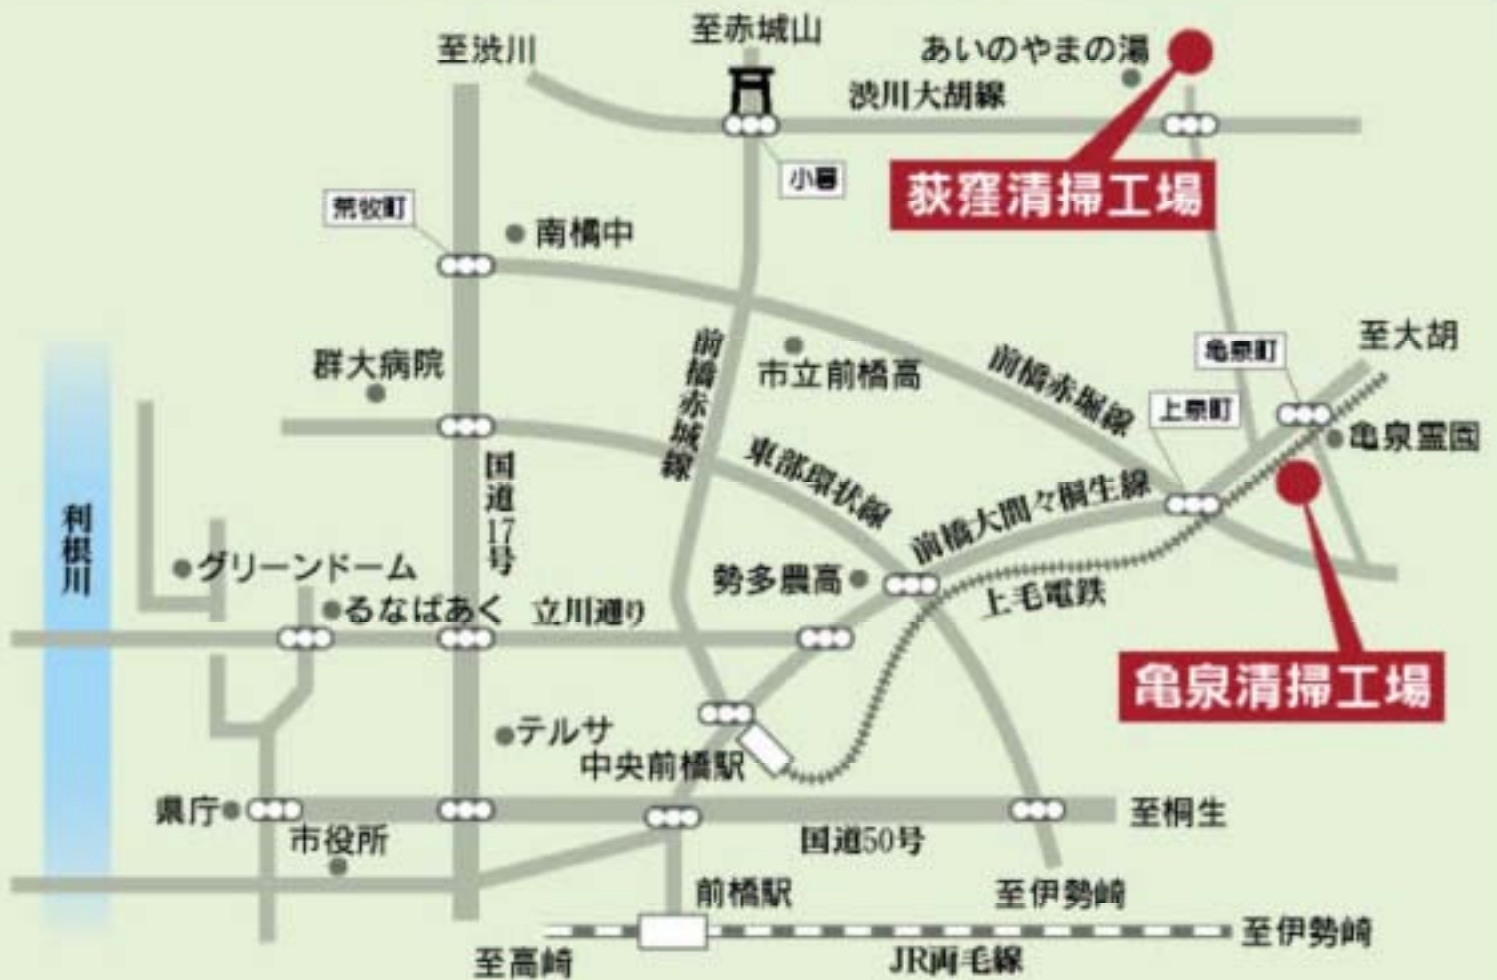 至赤城山
至渋川
あいのやまの湯
渋川大胡線
小暮
荻窪清掃工場
荒牧町
南橘中
至大胡
亀泉町
前橋赤城線
市立前橋高
前橋赤堀線
群大病院
上泉町
亀泉霊園
東部環状線
国道17号
前橋大間々桐生線
利根川
グリーンドーム
勢多農高
上毛電鉄
るなぱあく
立川通り
亀泉清掃工場
テルサ
中央前橋駅
県庁
至桐生
市役所
国道50号
前橋駅
至伊勢崎
至伊勢崎
至高崎
JR両毛線